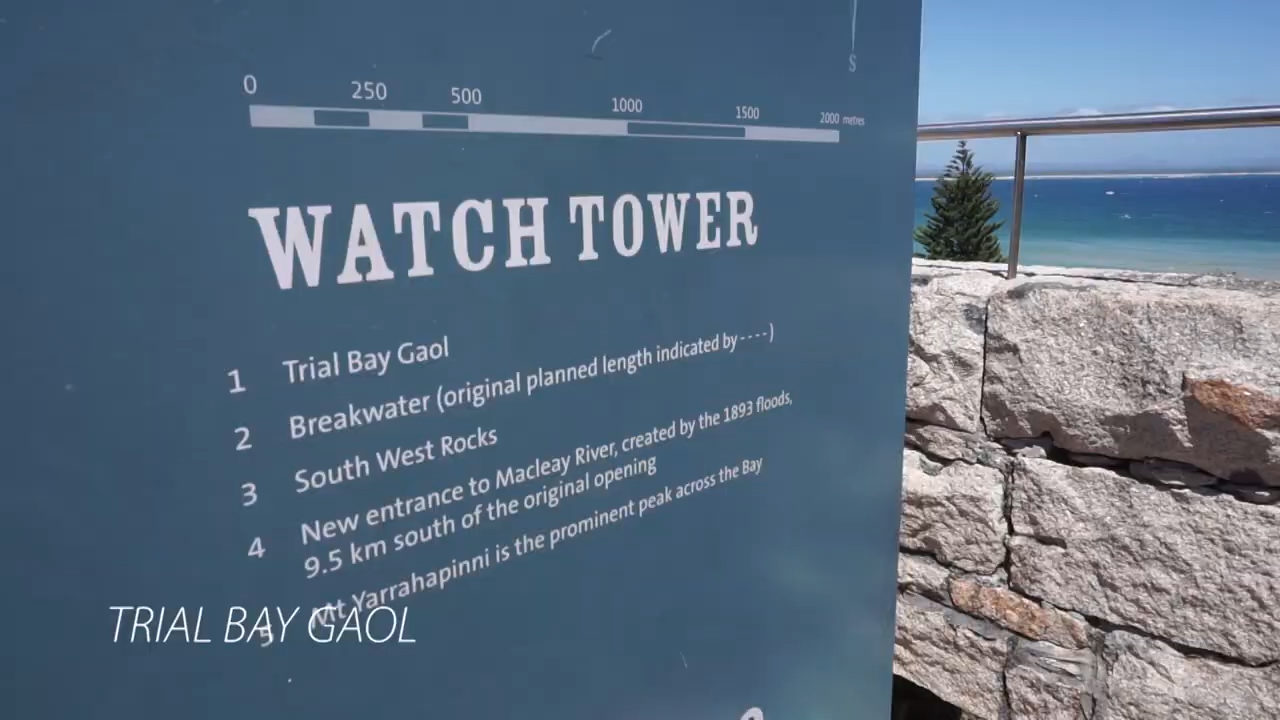 S
0 250 500 1000 1500 2000 metres
WATCH TOWER
1 Trial Bay Gaol
2 Breakwater (original planned length indicated by ----)
3 South West Rocks
4 New entrance to Macleay River, created by the 1893 floods,
9.5 km south of the original opening
5 Mt Yarrahapinni is the prominent peak across the Bay
TRIAL BAY GAOL